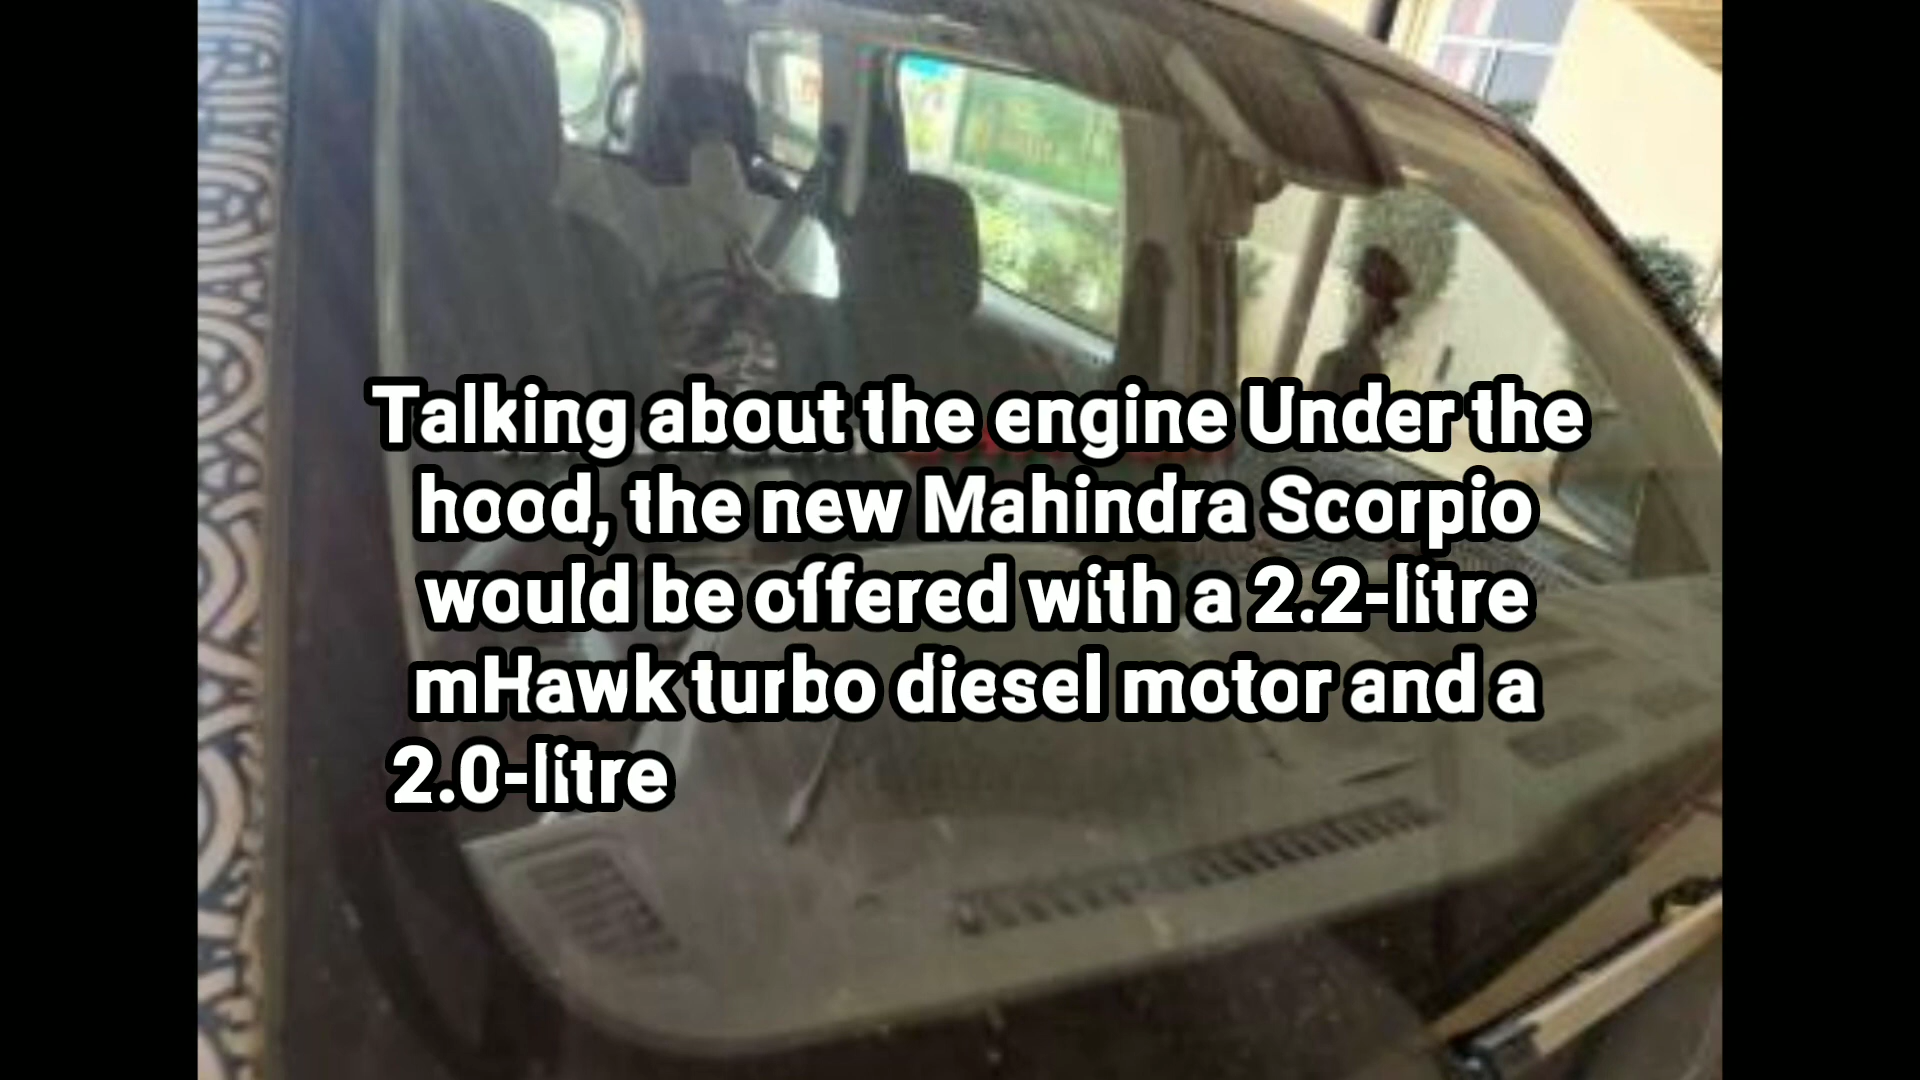 Talking about the engine Under the
hood, the new Mahindra Scorpio
would be offered with a 2.2-litre
mHawk turbo diesel motor and a
2.0-litre